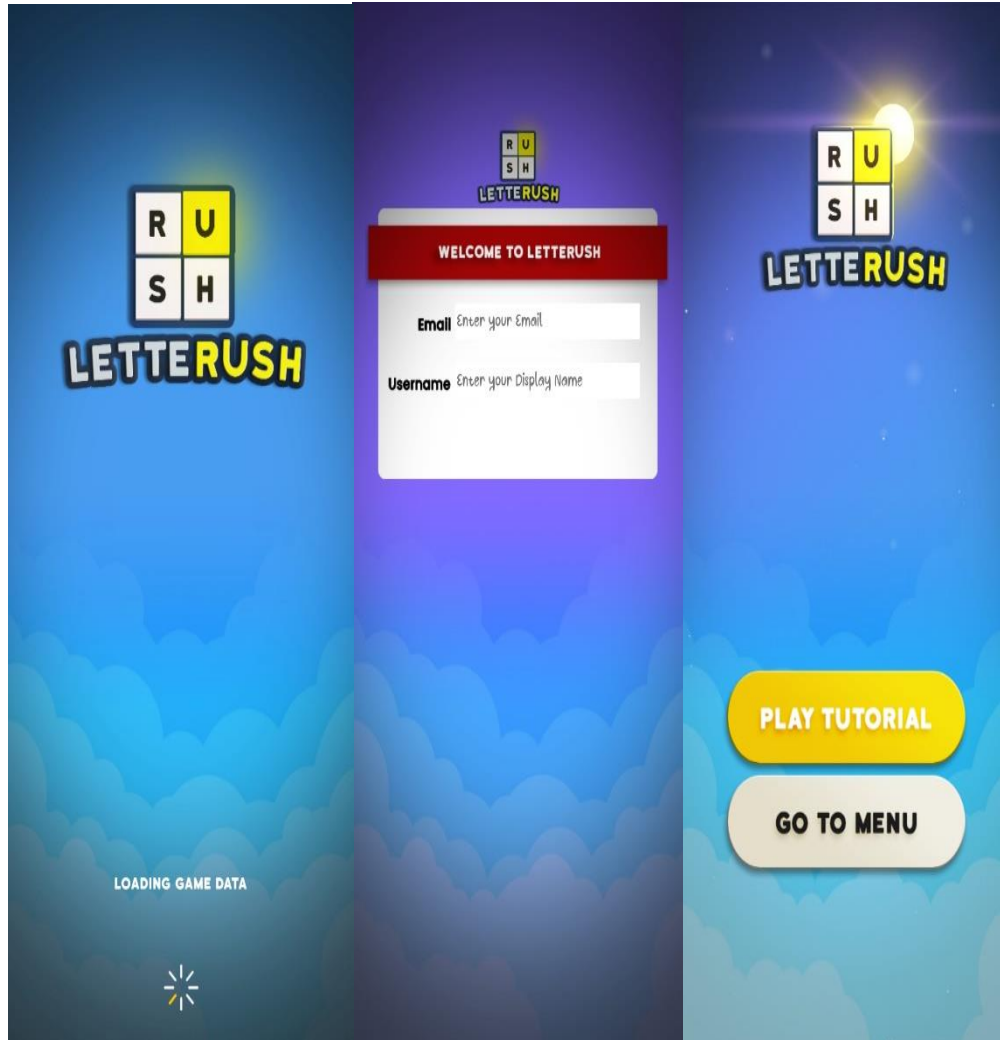 R U
S H
LETTERUSH
LOADING GAME DATA
R U
S H
LETTERUSH
WELCOME TO LETTERUSH
Email Enter your Email
Username Enter your Display Name
R U
S H
LETTERUSH
PLAY TUTORIAL
GO TO MENU